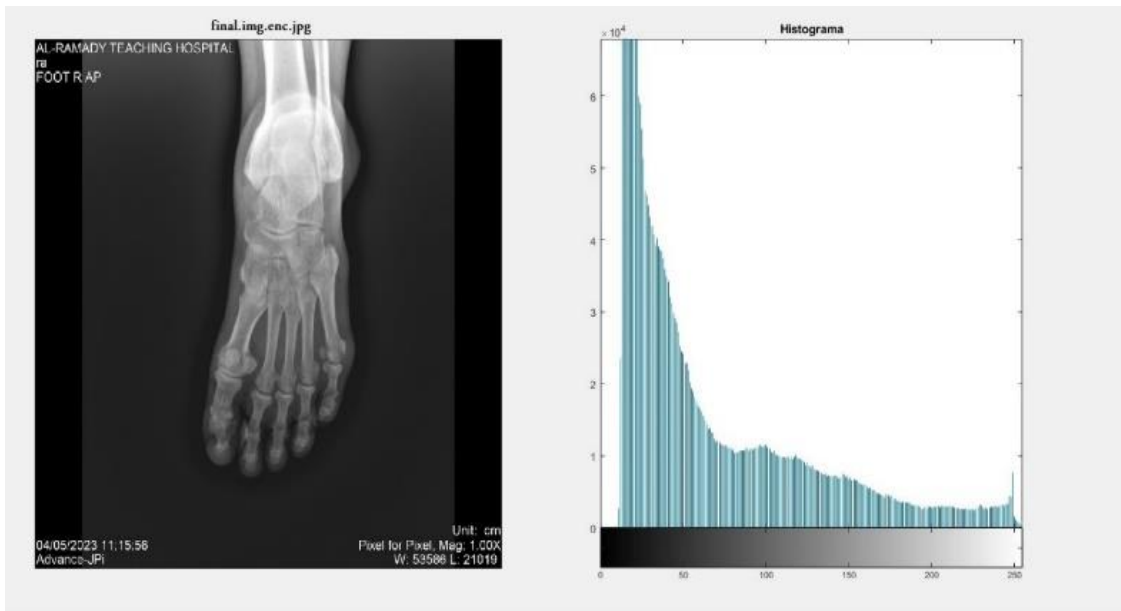 final.img.enc.jpg
AL-RAMADY TEACHING HOSPITAL
ra
FOOT R AP
Unit: cm
04/05/2023 11:15:56
Pixel for Pixel, Mag: 1.00X
Advance-JPi
W: 53586 L: 21019
Histograma
× 10⁴
6
5
4
3
2
1
0
0 50 100 150 200 250